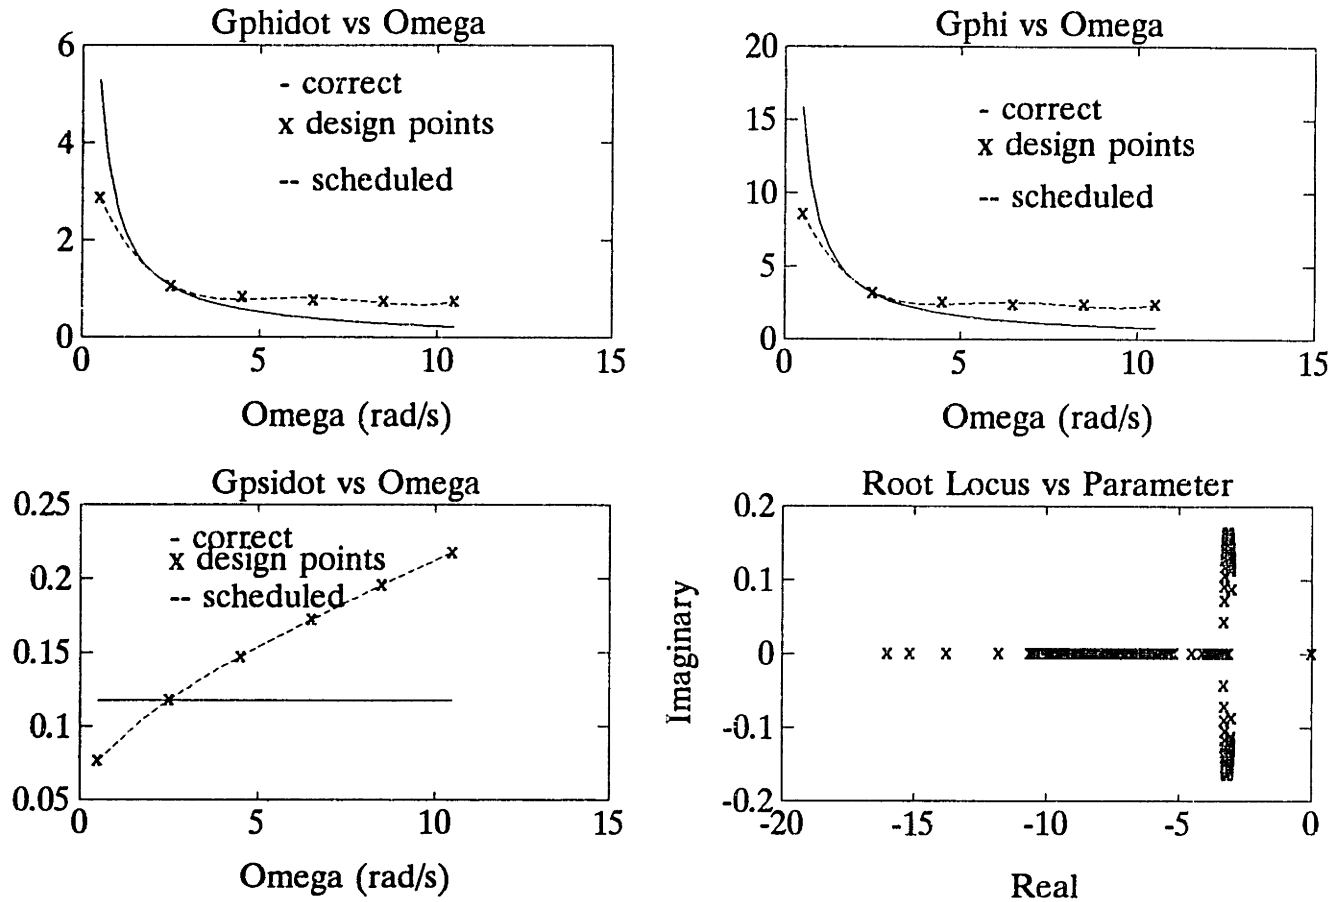 Gphidot vs Omega
6
4
2
0
- correct
x design points
-- scheduled
0 5 10 15
Omega (rad/s)
Gphi vs Omega
20
15
10
5
0
- correct
x design points
-- scheduled
0 5 10 15
Omega (rad/s)
Gpsidot vs Omega
0.25
0.2
0.15
0.1
0.05
- correct
x design points
-- scheduled
0 5 10 15
Omega (rad/s)
Root Locus vs Parameter
0.2
0.1
0
-0.1
-0.2
Imaginary
-20 -15 -10 -5 0
Real